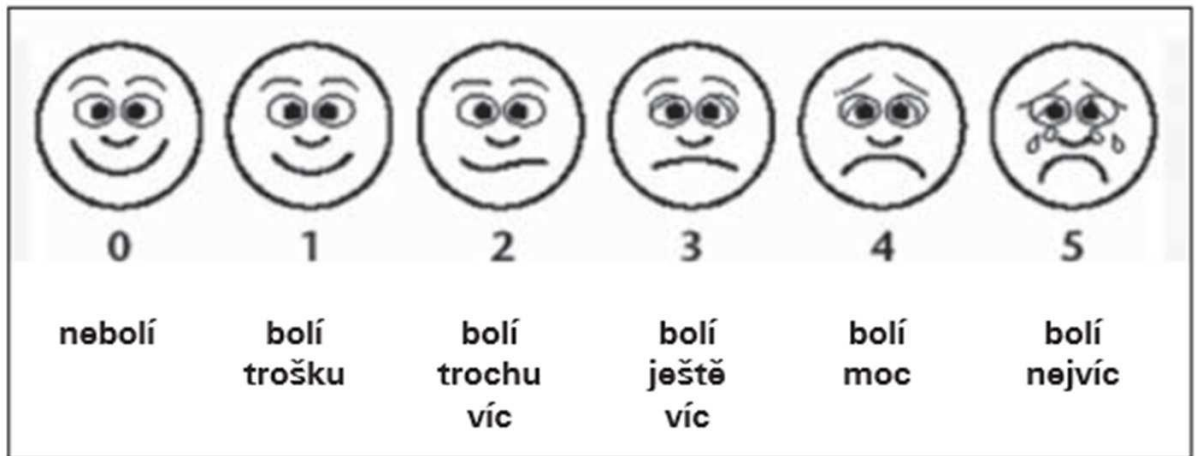 0 1 2 3 4 5
nebolí bolí bolí bolí bolí bolí
trošku trochu ještě moc nejvíc
víc víc